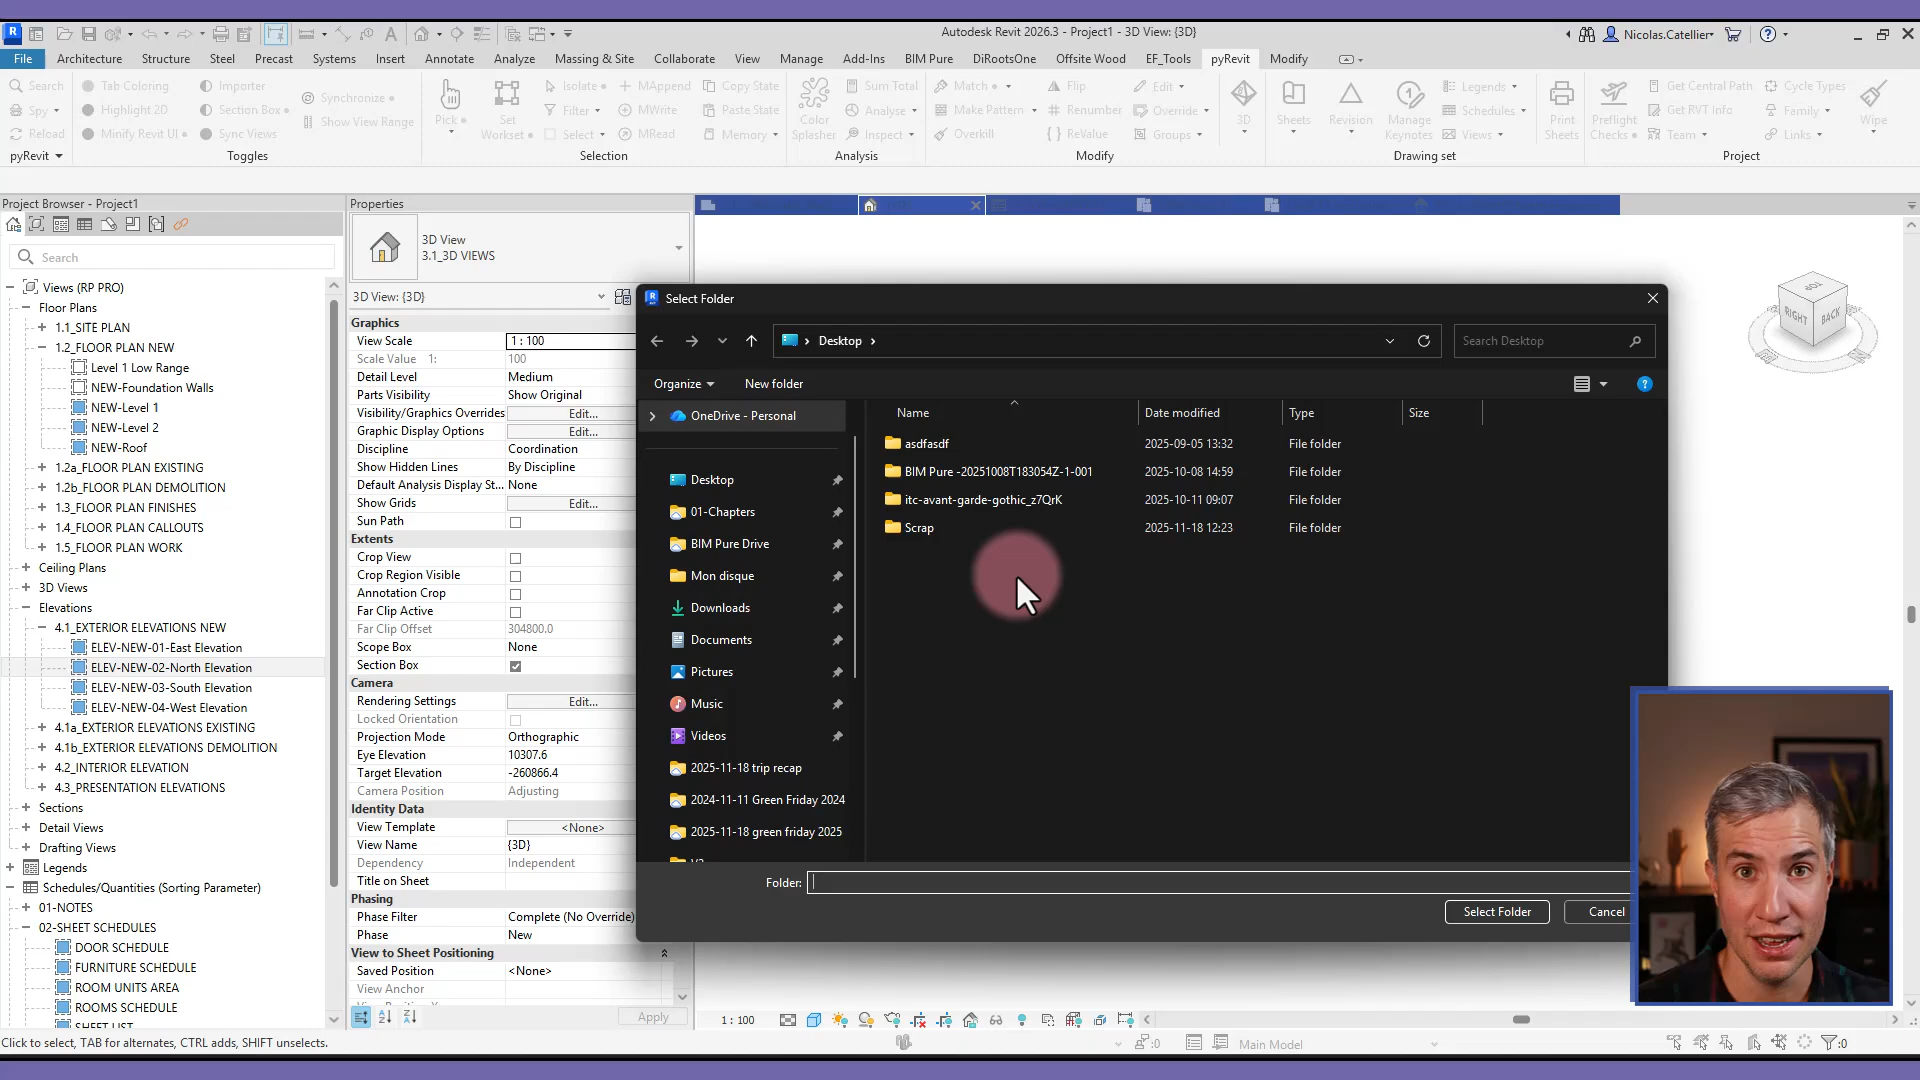 Autodesk Revit 2026.3 - Project1 - 3D View: {3D}
Nicolas.Catellier
File Architecture Structure Steel Precast Systems Insert Annotate Analyze Massing & Site Collaborate View Manage Add-Ins BIM Pure DiRootsOne Offsite Wood EF_Tools pyRevit Modify
Search Tab Coloring Importer Isolate MAppend Copy State Sum Total Match Flip Edit Legends Get Central Path Cycle Types
Spy Highlight 2D Section Box Synchronize Filter MWrite Paste State Analyse Make Pattern Renumber Override Schedules Get RVT Info Family
Reload Minify Revit UI Sync Views Show View Range Select MRead Memory Inspect Overkill ReValue Groups Views Team Links
Pick Set Workset Color Splasher 3D Sheets Revision Manage Keynotes Print Sheets Preflight Checks Wipe
pyRevit Toggles Selection Analysis Modify Drawing set Project
Project Browser - Project1
Search
Views (RP PRO)
Floor Plans
1.1_SITE PLAN
1.2_FLOOR PLAN NEW
Level 1 Low Range
NEW-Foundation Walls
NEW-Level 1
NEW-Level 2
NEW-Roof
1.2a_FLOOR PLAN EXISTING
1.2b_FLOOR PLAN DEMOLITION
1.3_FLOOR PLAN FINISHES
1.4_FLOOR PLAN CALLOUTS
1.5_FLOOR PLAN WORK
Ceiling Plans
3D Views
Elevations
4.1_EXTERIOR ELEVATIONS NEW
ELEV-NEW-01-East Elevation
ELEV-NEW-02-North Elevation
ELEV-NEW-03-South Elevation
ELEV-NEW-04-West Elevation
4.1a_EXTERIOR ELEVATIONS EXISTING
4.1b_EXTERIOR ELEVATIONS DEMOLITION
4.2_INTERIOR ELEVATION
4.3_PRESENTATION ELEVATIONS
Sections
Detail Views
Drafting Views
Legends
Schedules/Quantities (Sorting Parameter)
01-NOTES
02-SHEET SCHEDULES
DOOR SCHEDULE
FURNITURE SCHEDULE
ROOM UNITS AREA
ROOMS SCHEDULE
SHEET LIST
Properties
3D View
3.1_3D VIEWS
3D View: {3D}
Graphics
View Scale 1 : 100
Scale Value 1: 100
Detail Level Medium
Parts Visibility Show Original
Visibility/Graphics Overrides Edit...
Graphic Display Options Edit...
Discipline Coordination
Show Hidden Lines By Discipline
Default Analysis Display St... None
Show Grids Edit...
Sun Path
Extents
Crop View
Crop Region Visible
Annotation Crop
Far Clip Active
Far Clip Offset 304800.0
Scope Box None
Section Box
Camera
Rendering Settings Edit...
Locked Orientation
Projection Mode Orthographic
Eye Elevation 10307.6
Target Elevation -260866.4
Camera Position Adjusting
Identity Data
View Template <None>
View Name {3D}
Dependency Independent
Title on Sheet
Phasing
Phase Filter Complete (No Override)
Phase New
View to Sheet Positioning
Saved Position <None>
View Anchor
Apply
Select Folder
Desktop
Search Desktop
Organize New folder
OneDrive - Personal
Desktop
01-Chapters
BIM Pure Drive
Mon disque
Downloads
Documents
Pictures
Music
Videos
2025-11-18 trip recap
2024-11-11 Green Friday 2024
2025-11-18 green friday 2025
Name Date modified Type Size
asdfasdf 2025-09-05 13:32 File folder
BIM Pure -20251008T183054Z-1-001 2025-10-08 14:59 File folder
itc-avant-garde-gothic_z7QrK 2025-10-11 09:07 File folder
Scrap 2025-11-18 12:23 File folder
Folder:
Select Folder Cancel
TOP
RIGHT BACK
1 : 100
Click to select, TAB for alternates, CTRL adds, SHIFT unselects.
:0
Main Model
:0